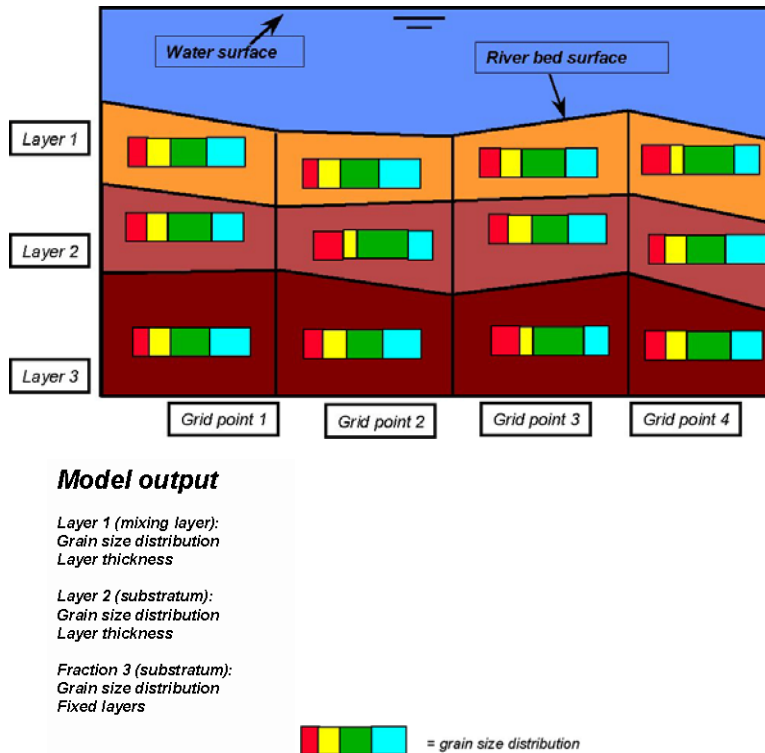 Water surface
River bed surface
Layer 1
Layer 2
Layer 3
Grid point 1
Grid point 2
Grid point 3
Grid point 4
Model output
Layer 1 (mixing layer):
Grain size distribution
Layer thickness
Layer 2 (substratum):
Grain size distribution
Layer thickness
Fraction 3 (substratum):
Grain size distribution
Fixed layers
= grain size distribution